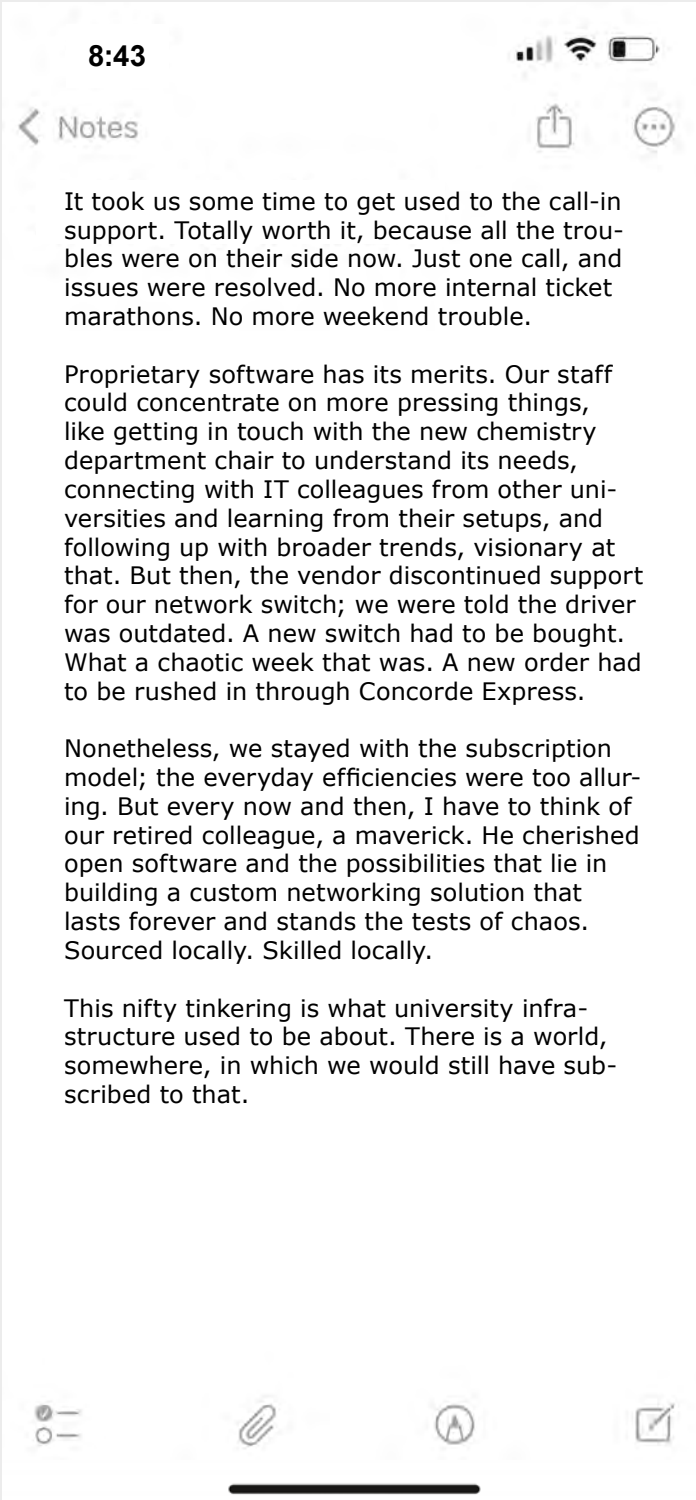 8:43
Notes
It took us some time to get used to the call-in
support. Totally worth it, because all the trou-
bles were on their side now. Just one call, and
issues were resolved. No more internal ticket
marathons. No more weekend trouble.
Proprietary software has its merits. Our staff
could concentrate on more pressing things,
like getting in touch with the new chemistry
department chair to understand its needs,
connecting with IT colleagues from other uni-
versities and learning from their setups, and
following up with broader trends, visionary at
that. But then, the vendor discontinued support
for our network switch; we were told the driver
was outdated. A new switch had to be bought.
What a chaotic week that was. A new order had
to be rushed in through Concorde Express.
Nonetheless, we stayed with the subscription
model; the everyday efficiencies were too allur-
ing. But every now and then, I have to think of
our retired colleague, a maverick. He cherished
open software and the possibilities that lie in
building a custom networking solution that
lasts forever and stands the tests of chaos.
Sourced locally. Skilled locally.
This nifty tinkering is what university infra-
structure used to be about. There is a world,
somewhere, in which we would still have sub-
scribed to that.